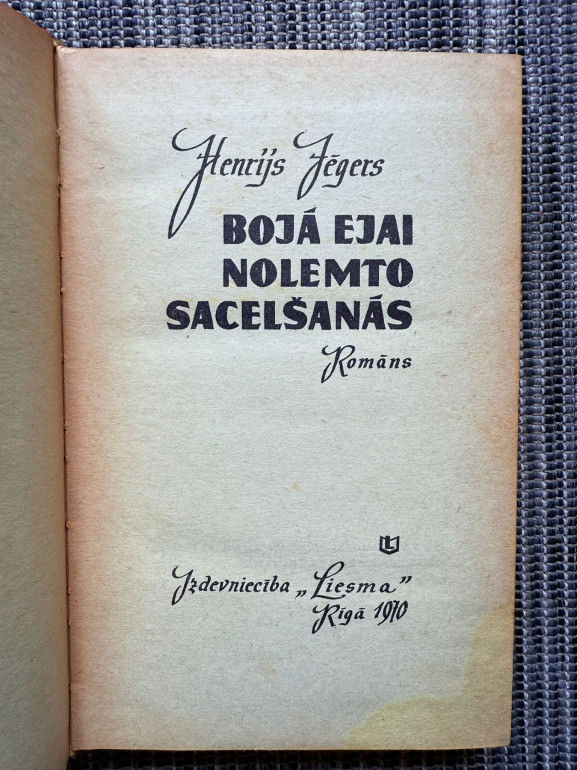 Henrijs Jēgers
BOJĀ EJAI
NOLEMTO
SACELŠANĀS
Romāns
Izdevniecība „Liesma”
Rīgā 1970